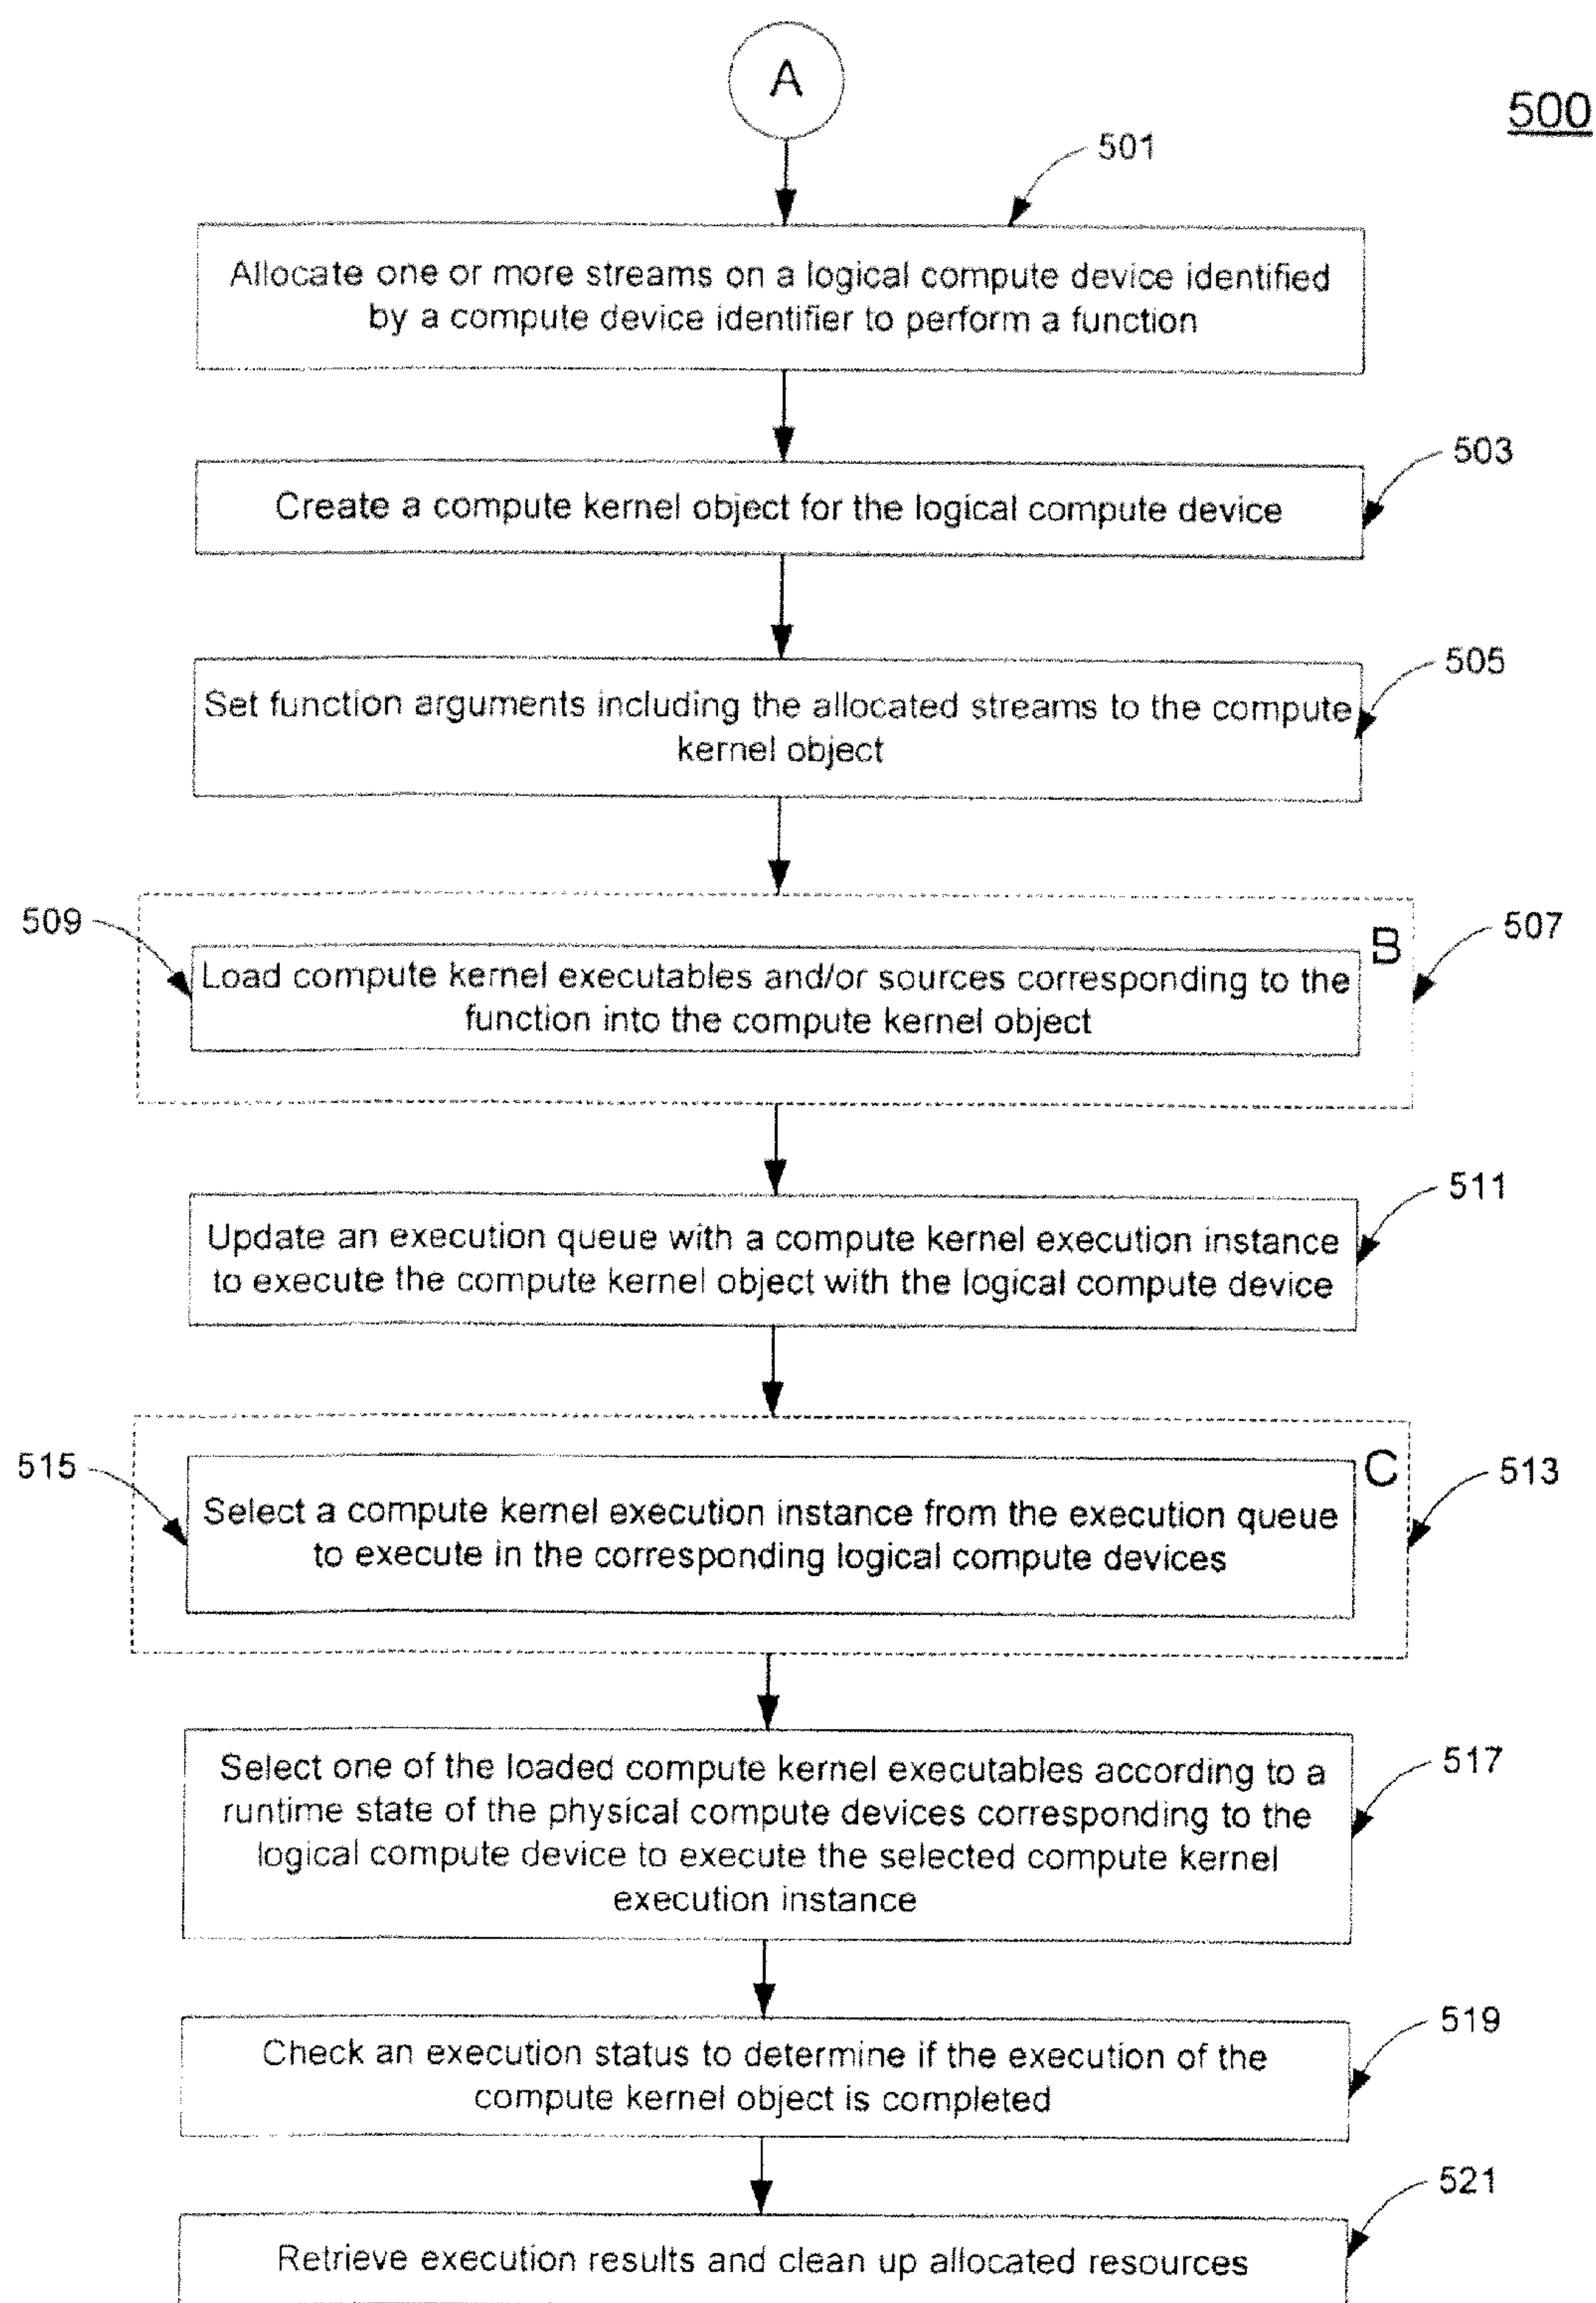 A
500
501
Allocate one or more streams on a logical compute device identified
by a compute device identifier to perform a function
503
Create a compute kernel object for the logical compute device
505
Set function arguments including the allocated streams to the compute
kernel object
509
B
507
Load compute kernel executables and/or sources corresponding to the
function into the compute kernel object
511
Update an execution queue with a compute kernel execution instance
to execute the compute kernel object with the logical compute device
515
C
513
Select a compute kernel execution instance from the execution queue
to execute in the corresponding logical compute devices
517
Select one of the loaded compute kernel executables according to a
runtime state of the physical compute devices corresponding to the
logical compute device to execute the selected compute kernel
execution instance
519
Check an execution status to determine if the execution of the
compute kernel object is completed
521
Retrieve execution results and clean up allocated resources